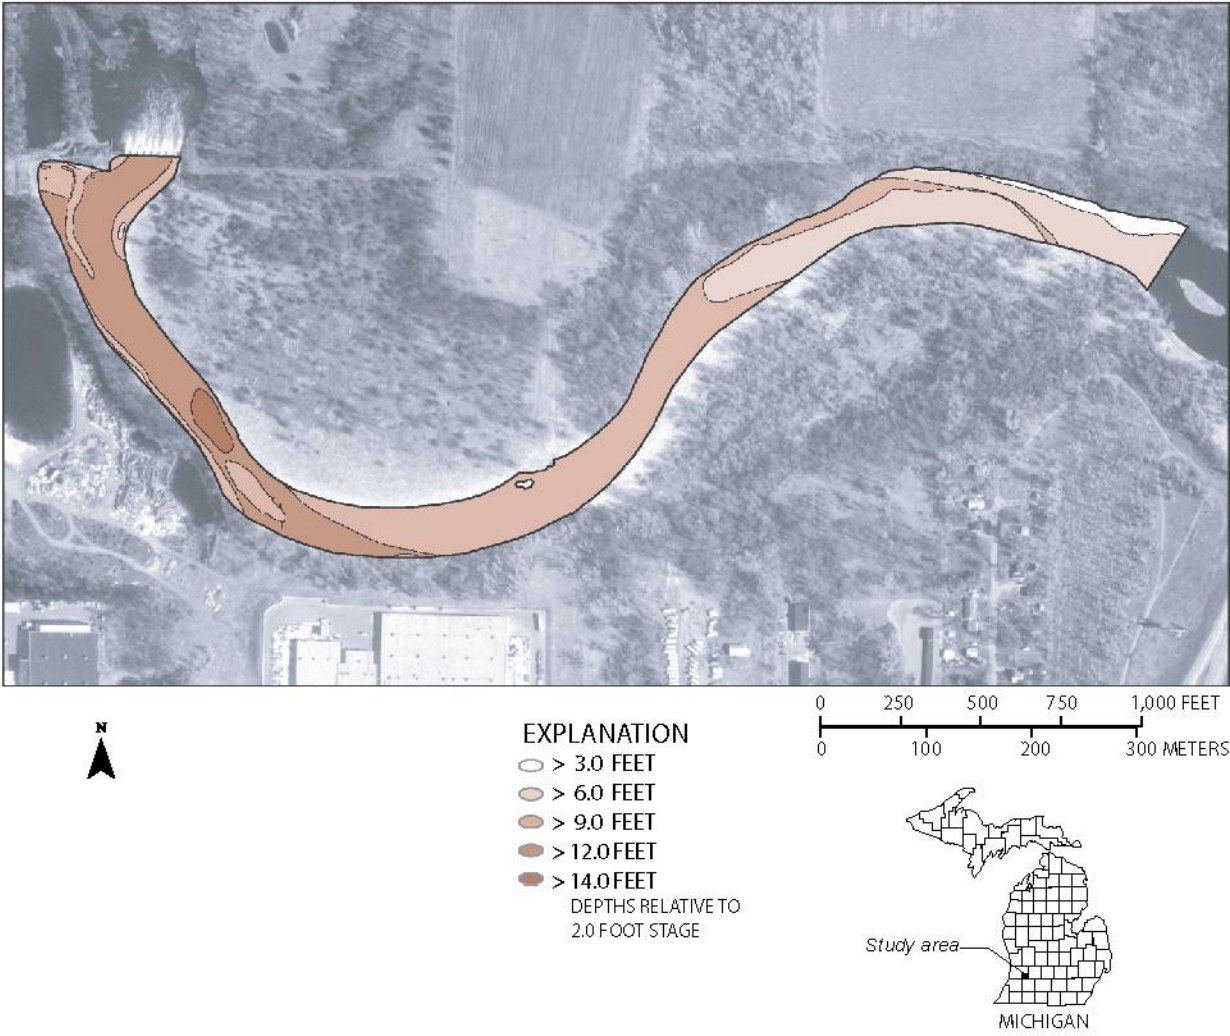 0 250 500 750 1,000 FEET
0 100 200 300 METERS
N
EXPLANATION
> 3.0 FEET
> 6.0 FEET
> 9.0 FEET
> 12.0 FEET
> 14.0 FEET
DEPTHS RELATIVE TO
2.0 FOOT STAGE
Study area
MICHIGAN